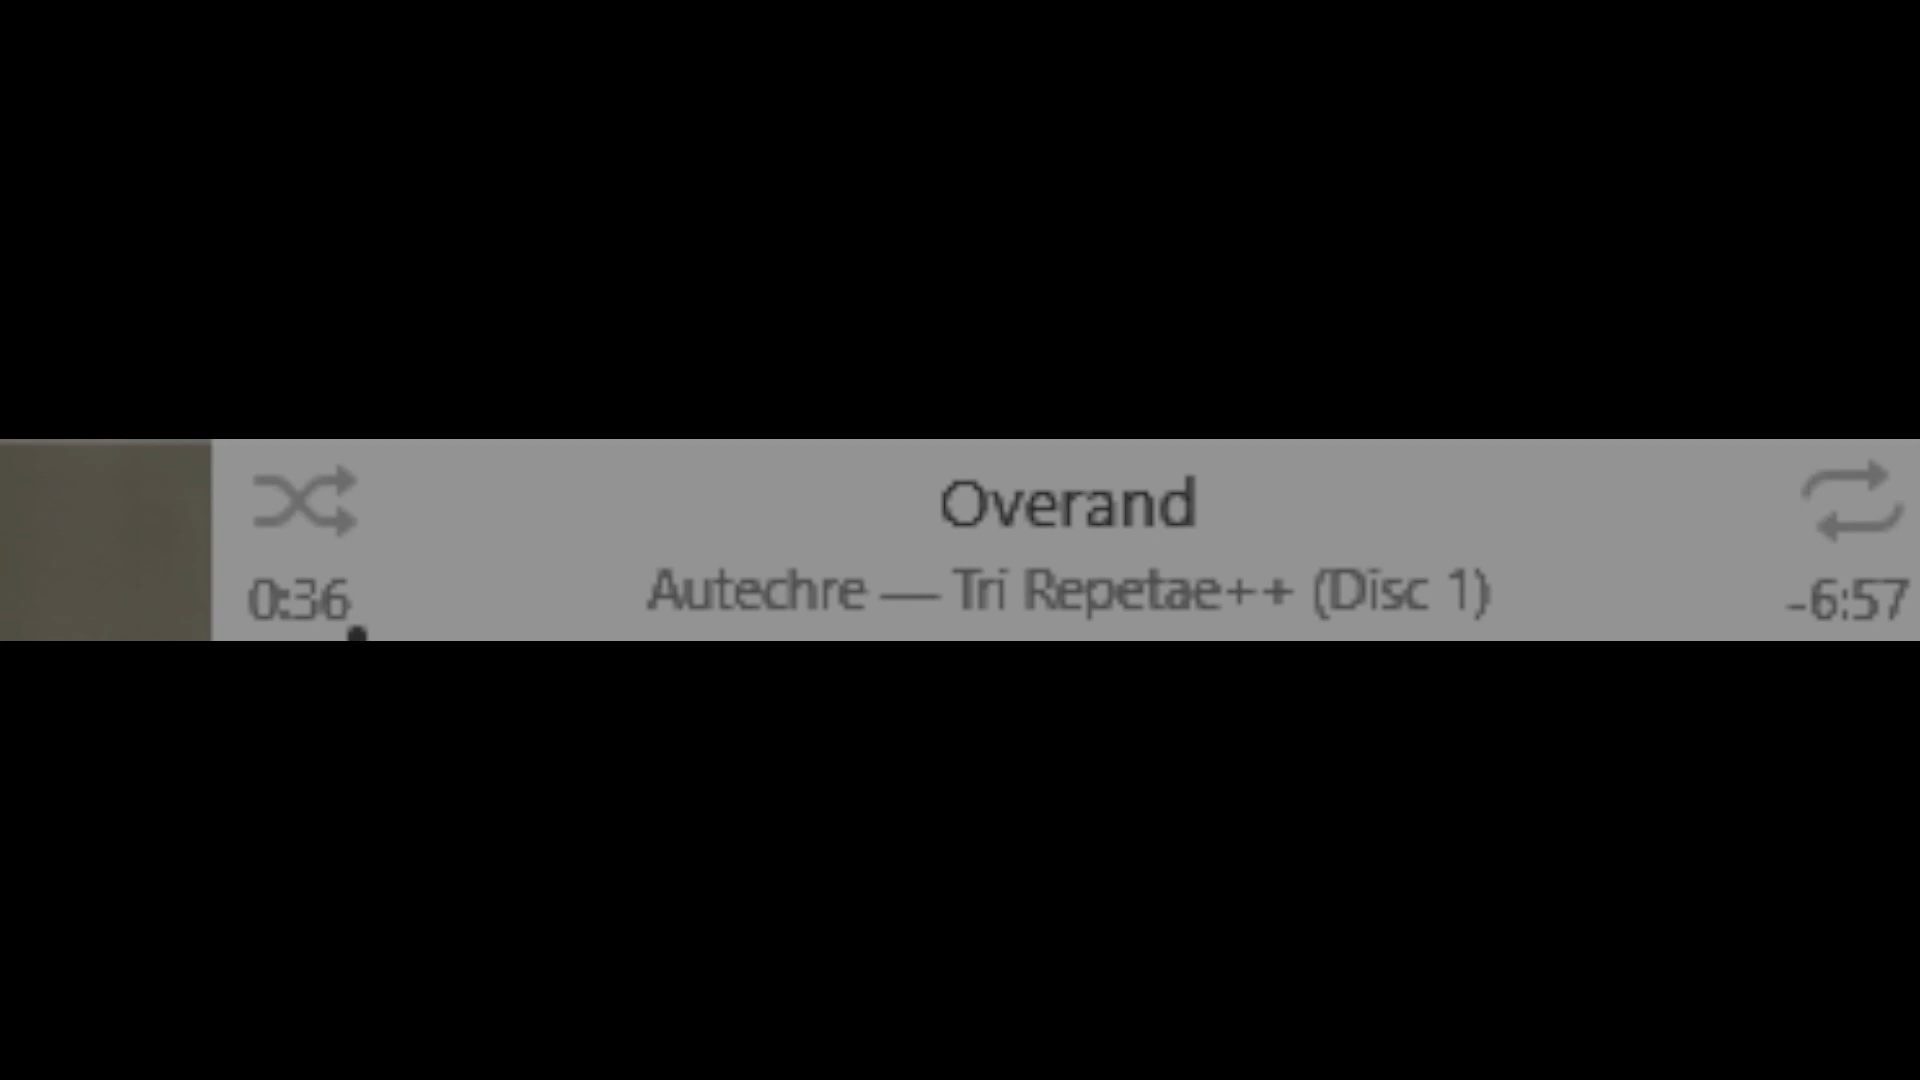 Overand
0:36 Autechre — Tri Repetae++ (Disc 1) -6:57